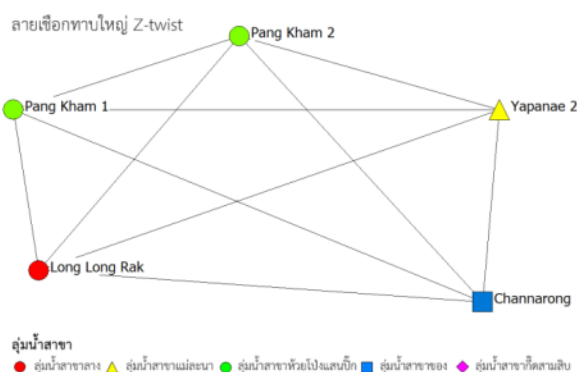 ลายเชือกทาบใหญ่ Z-twist
Pang Kham 2
Pang Kham 1
Yapanae 2
Long Long Rak
Channarong
ลุ่มน้ำสาขา
ลุ่มน้ำสาขาลาง ลุ่มน้ำสาขาแม่ละนา ลุ่มน้ำสาขาห้วยโป่งแสนปิ๊ก ลุ่มน้ำสาขาของ ลุ่มน้ำสาขากึ๊ดสามสิบ